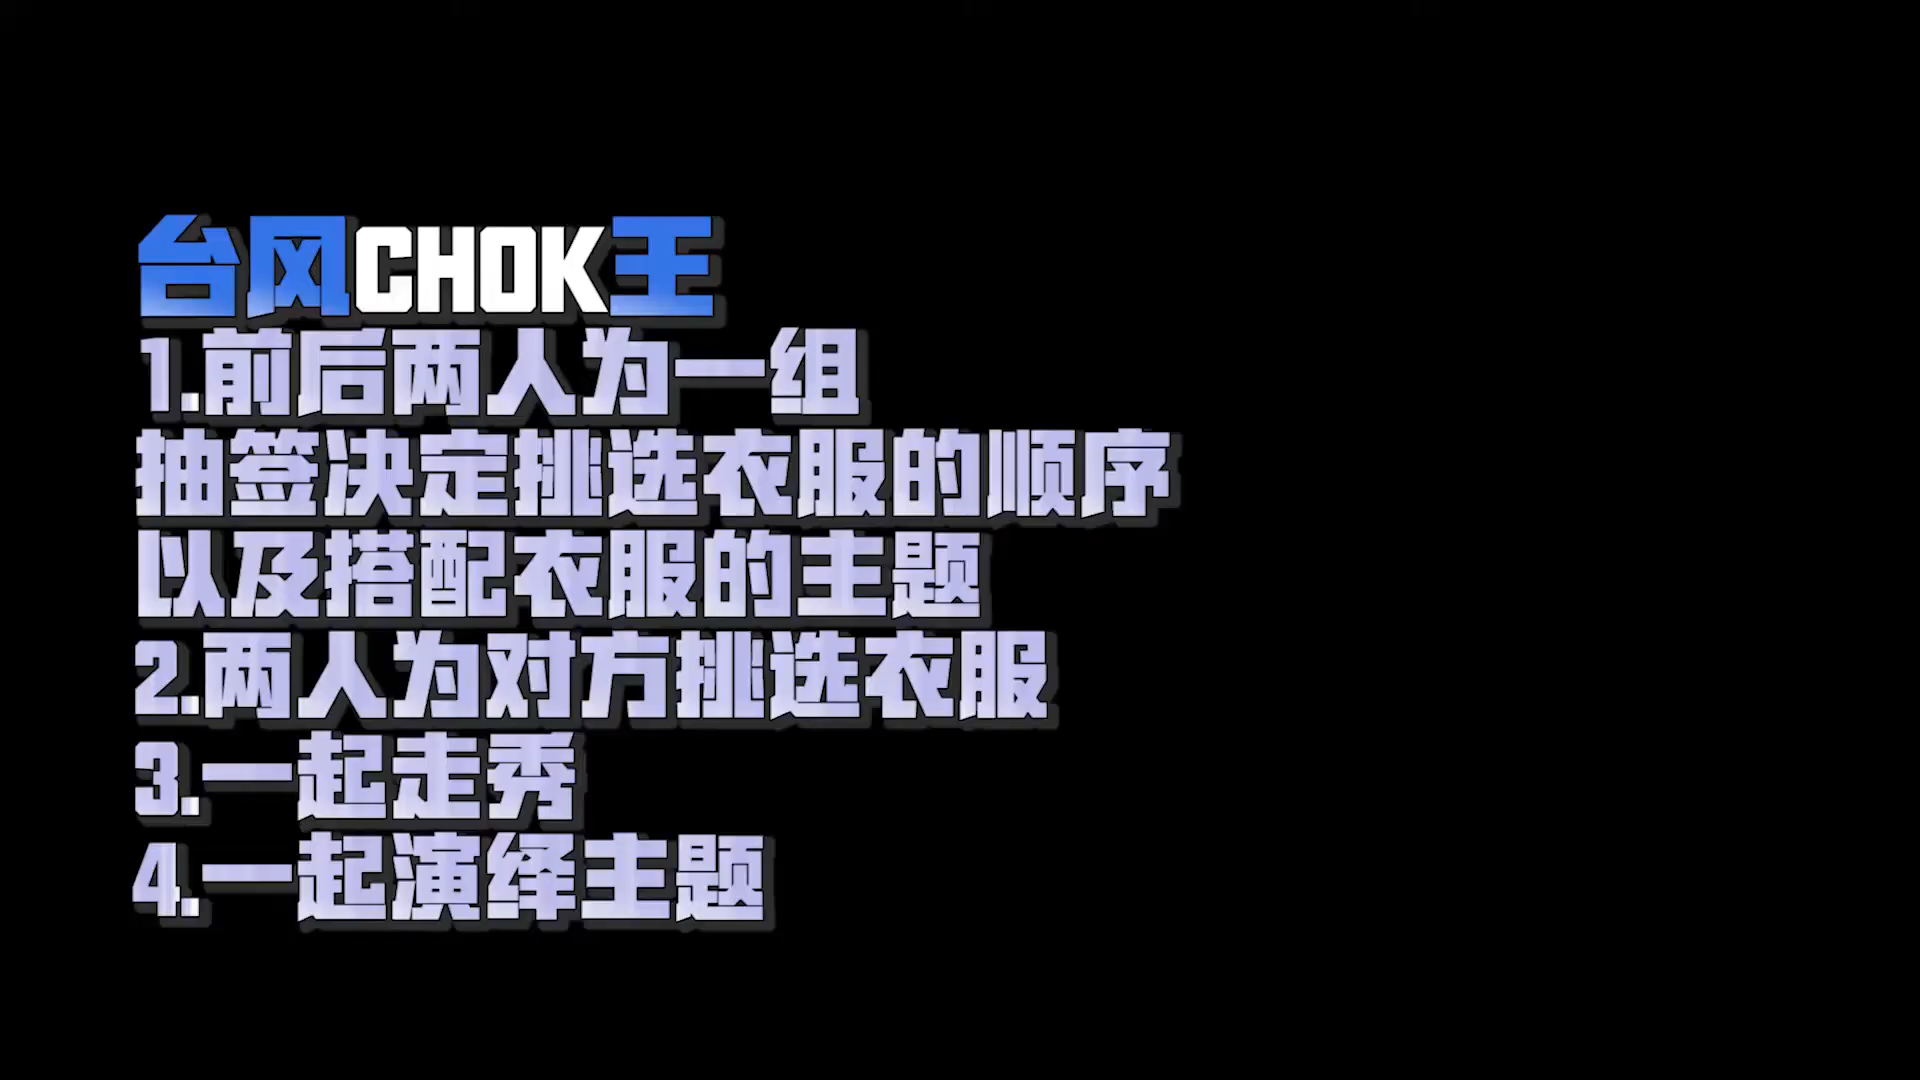 台风CHOK王
1.前后两人为一组
抽签决定挑选衣服的顺序
以及搭配衣服的主题
2.两人为对方挑选衣服
3.一起走秀
4.一起演绎主题